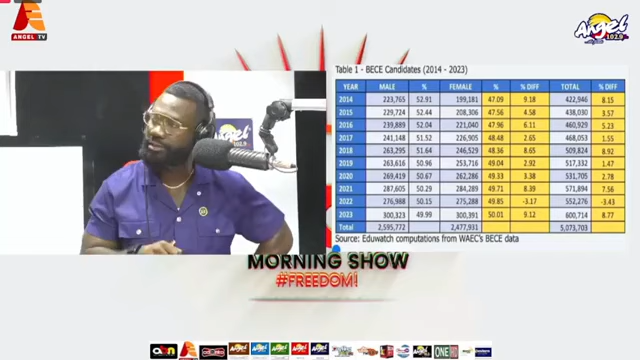 ANGEL TV
Angel
102.9
Table 1 - BECE Candidates (2014 - 2023)
YEAR MALE % FEMALE % % DIFF TOTAL % DIFF
2014 223,765 52.91 199,181 47.09 9.18 422,946 8.15
2015 229,724 52.44 208,306 47.56 4.58 438,030 3.57
2016 239,889 52.04 221,040 47.96 6.11 460,929 5.23
2017 241,148 51.52 226,905 48.48 2.65 468,053 1.55
2018 263,295 51.64 246,529 48.36 8.65 509,824 8.92
2019 263,616 50.96 253,716 49.04 2.92 517,332 1.47
2020 269,419 50.67 262,286 49.33 3.38 531,705 2.78
2021 287,605 50.29 284,289 49.71 8.39 571,894 7.56
2022 276,988 50.15 275,288 49.85 -3.17 552,276 -3.43
2023 300,323 49.99 300,391 50.01 9.12 600,714 8.77
Total 2,595,772 2,477,931 5,073,703
Source: Eduwatch computations from WAEC's BECE data
MORNING SHOW
#FREEDOM!